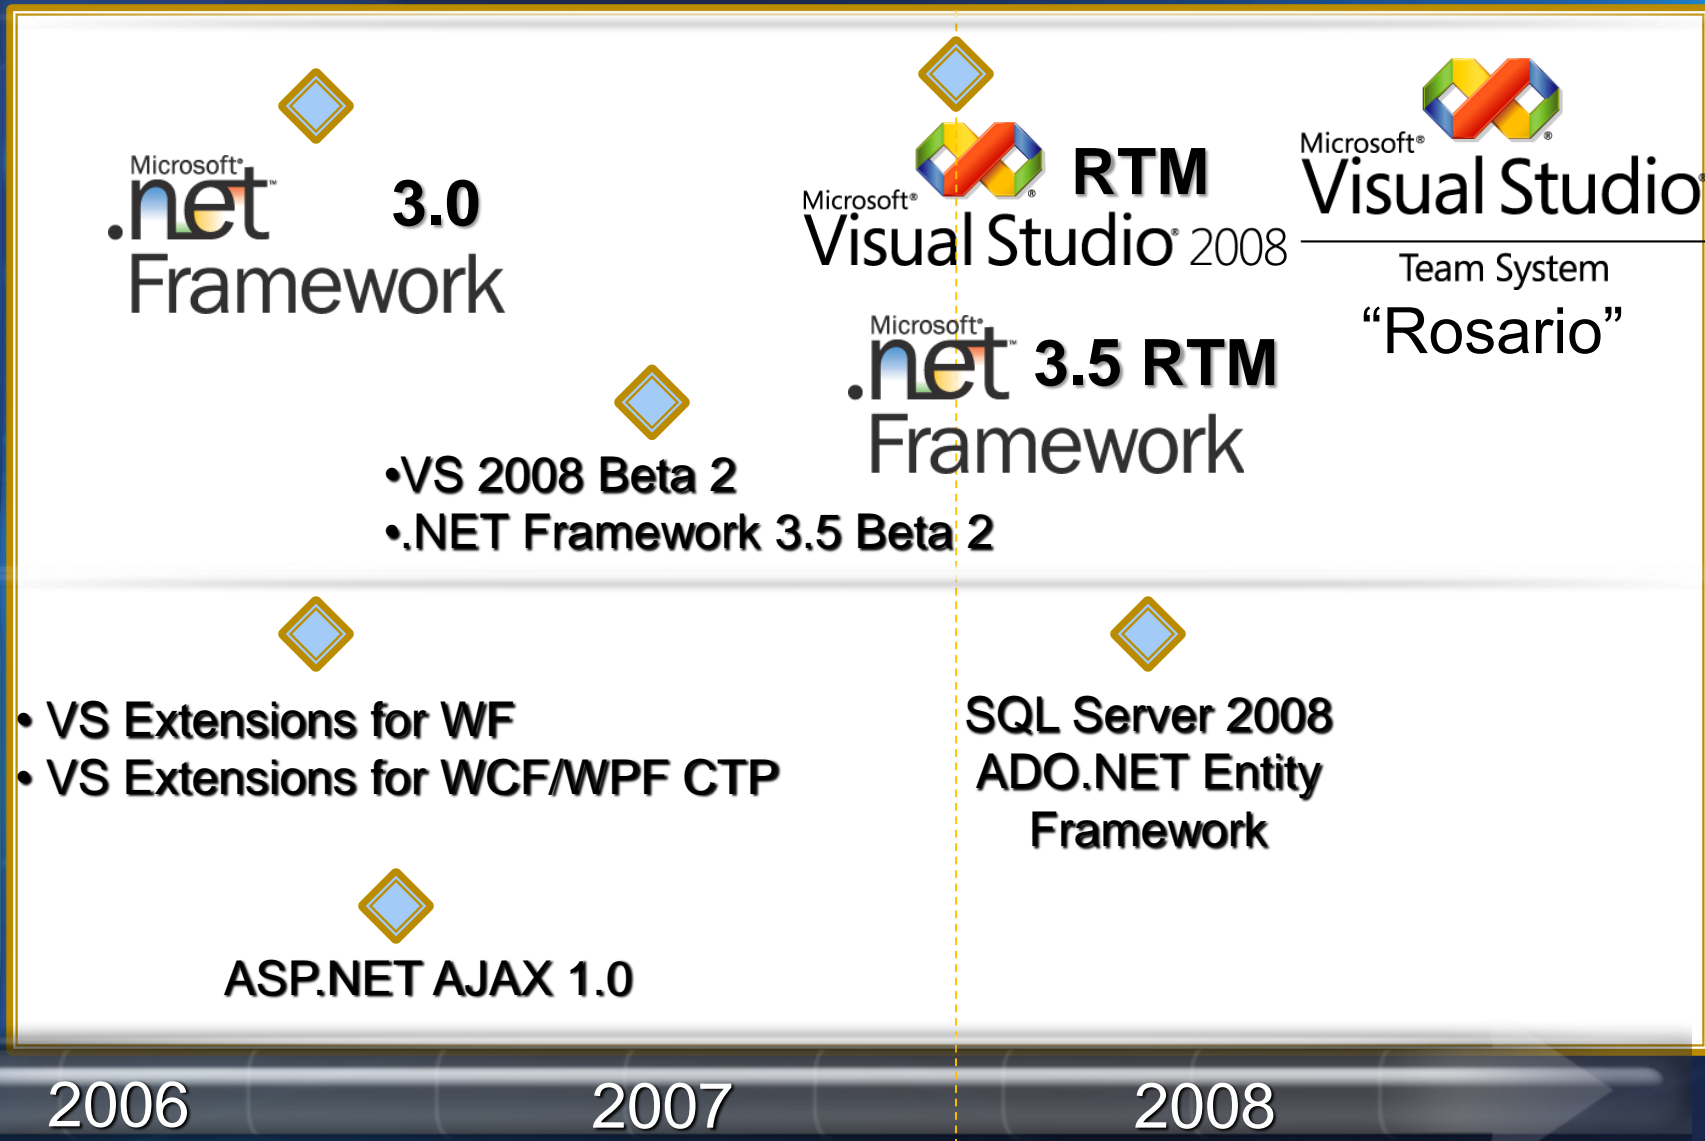 Microsoft®
.net™ 3.0
Framework
RTM
Microsoft®
Visual Studio® 2008
Microsoft®
.net™ 3.5 RTM
Framework
Microsoft®
Visual Studio®
Team System
“Rosario”
•VS 2008 Beta 2
•.NET Framework 3.5 Beta 2
• VS Extensions for WF
• VS Extensions for WCF/WPF CTP
SQL Server 2008
ADO.NET Entity
Framework
ASP.NET AJAX 1.0
2006
2007
2008